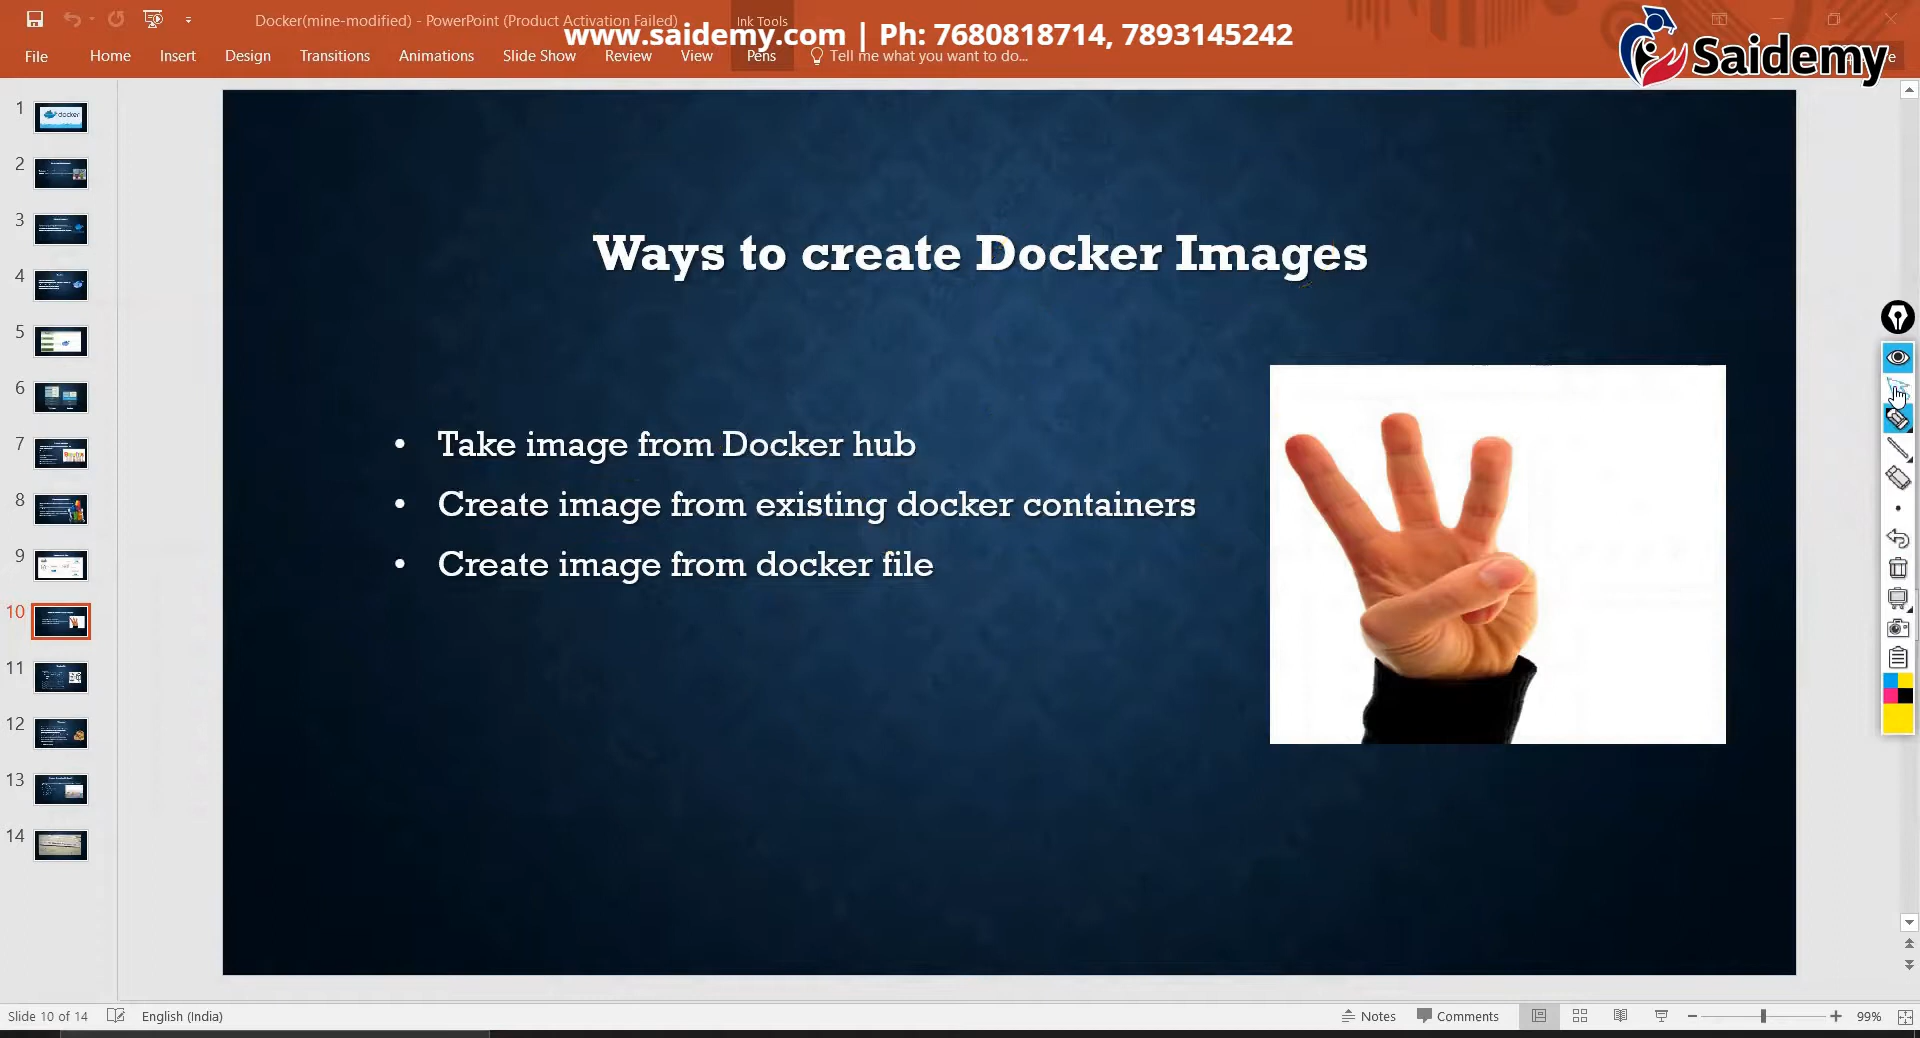 Docker(mine-modified) - PowerPoint (Product Activation Failed)
Ink Tools
www.saidemy.com | Ph: 7680818714, 7893145242
Saidemy
File Home Insert Design Transitions Animations Slide Show Review View Pens Tell me what you want to do...
1
docker
2
3
4
5
6
7
8
9
10
11
12
13
14
Ways to create Docker Images
• Take image from Docker hub
• Create image from existing docker containers
• Create image from docker file
Slide 10 of 14 English (India) Notes Comments 99%